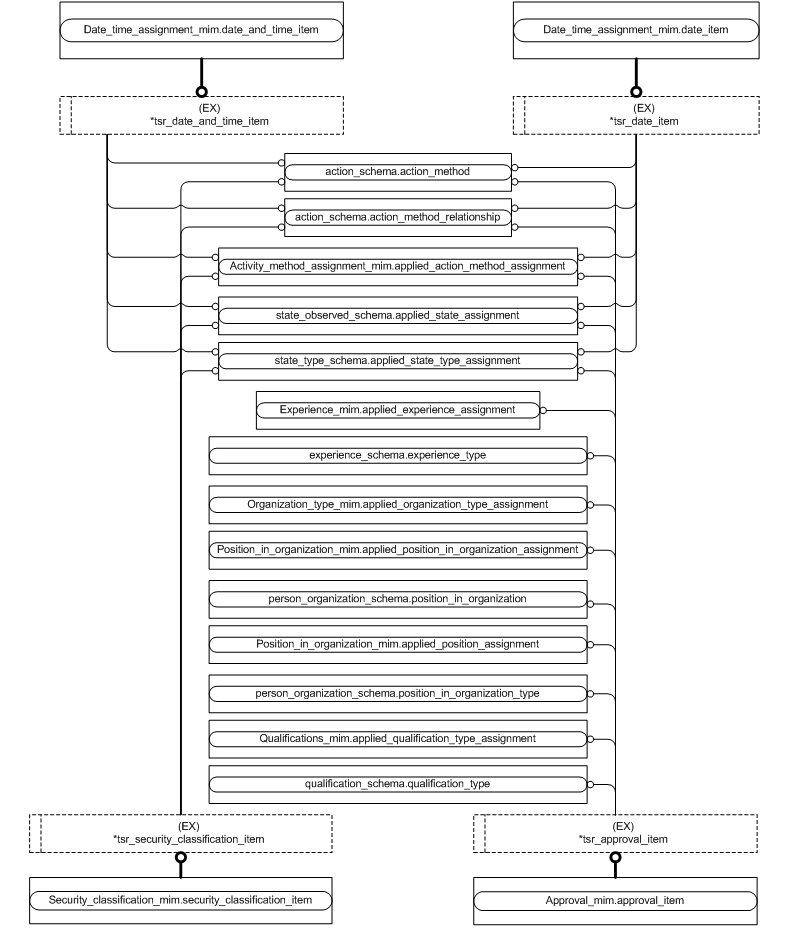 Date_time_assignment_mim.date_and_time_item
Date_time_assignment_mim.date_item
(EX)
*tsr_date_and_time_item
(EX)
*tsr_date_item
action_schema.action_method
action_schema.action_method_relationship
Activity_method_assignment_mim.applied_action_method_assignment
state_observed_schema.applied_state_assignment
state_type_schema.applied_state_type_assignment
Experience_mim.applied_experience_assignment
experience_schema.experience_type
Organization_type_mim.applied_organization_type_assignment
Position_in_organization_mim.applied_position_in_organization_assignment
person_organization_schema.position_in_organization
Position_in_organization_mim.applied_position_assignment
person_organization_schema.position_in_organization_type
Qualifications_mim.applied_qualification_type_assignment
qualification_schema.qualification_type
(EX)
*tsr_security_classification_item
(EX)
*tsr_approval_item
Security_classification_mim.security_classification_item
Approval_mim.approval_item